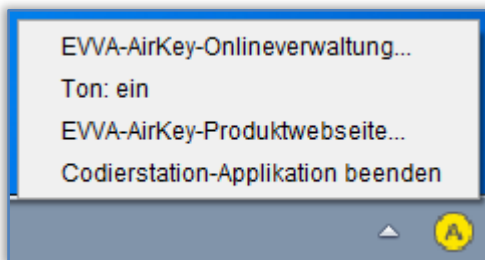 EVVA-AirKey-Onlineverwaltung...
Ton: ein
EVVA-AirKey-Produktwebseite...
Codierstation-Applikation beenden
A